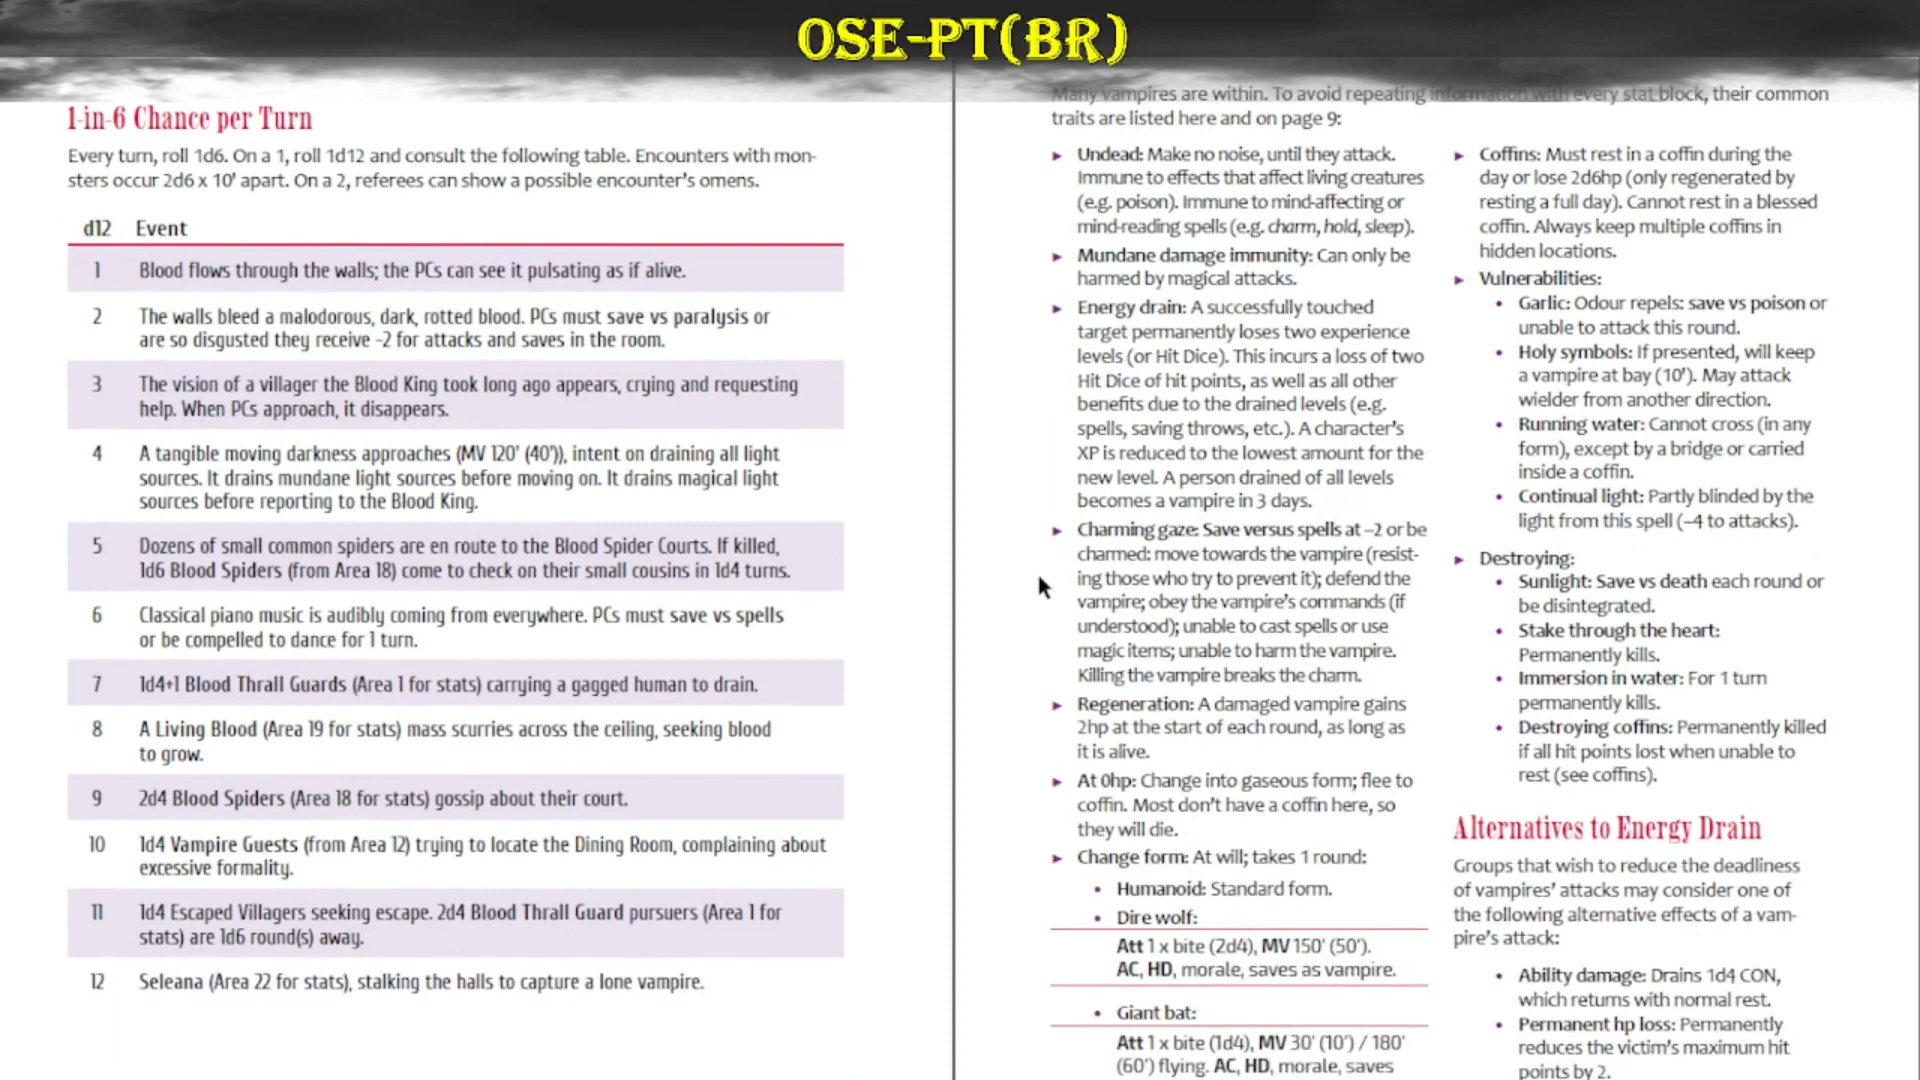 OSE-PT(BR)
1-in-6 Chance per Turn
Every turn, roll 1d6. On a 1, roll 1d12 and consult the following table. Encounters with mon-
sters occur 2d6 x 10' apart. On a 2, referees can show a possible encounter's omens.
d12 Event
1 Blood flows through the walls; the PCs can see it pulsating as if alive.
2 The walls bleed a malodorous, dark, rotted blood. PCs must save vs paralysis or
are so disgusted they receive -2 for attacks and saves in the room.
3 The vision of a villager the Blood King took long ago appears, crying and requesting
help. When PCs approach, it disappears.
4 A tangible moving darkness approaches (MV 120' (40')), intent on draining all light
sources. It drains mundane light sources before moving on. It drains magical light
sources before reporting to the Blood King.
5 Dozens of small common spiders are en route to the Blood Spider Courts. If killed,
1d6 Blood Spiders (from Area 18) come to check on their small cousins in 1d4 turns.
6 Classical piano music is audibly coming from everywhere. PCs must save vs spells
or be compelled to dance for 1 turn.
7 1d4+1 Blood Thrall Guards (Area 1 for stats) carrying a gagged human to drain.
8 A Living Blood (Area 19 for stats) mass scurries across the ceiling, seeking blood
to grow.
9 2d4 Blood Spiders (Area 18 for stats) gossip about their court.
10 1d4 Vampire Guests (from Area 12) trying to locate the Dining Room, complaining about
excessive formality.
11 1d4 Escaped Villagers seeking escape. 2d4 Blood Thrall Guard pursuers (Area 1 for
stats) are 1d6 round(s) away.
12 Seleana (Area 22 for stats), stalking the halls to capture a lone vampire.
Many vampires are within. To avoid repeating information with every stat block, their common
traits are listed here and on page 9:
► Undead: Make no noise, until they attack.
Immune to effects that affect living creatures
(e.g. poison). Immune to mind-affecting or
mind-reading spells (e.g. charm, hold, sleep).
► Mundane damage immunity: Can only be
harmed by magical attacks.
► Energy drain: A successfully touched
target permanently loses two experience
levels (or Hit Dice). This incurs a loss of two
Hit Dice of hit points, as well as all other
benefits due to the drained levels (e.g.
spells, saving throws, etc.). A character's
XP is reduced to the lowest amount for the
new level. A person drained of all levels
becomes a vampire in 3 days.
► Charming gaze: Save versus spells at –2 or be
charmed: move towards the vampire (resist-
ing those who try to prevent it); defend the
vampire; obey the vampire's commands (if
understood); unable to cast spells or use
magic items; unable to harm the vampire.
Killing the vampire breaks the charm.
► Regeneration: A damaged vampire gains
2hp at the start of each round, as long as
it is alive.
► At 0hp: Change into gaseous form; flee to
coffin. Most don't have a coffin here, so
they will die.
► Change form: At will; takes 1 round:
• Humanoid: Standard form.
• Dire wolf:
Att 1 x bite (2d4), MV 150' (50').
AC, HD, morale, saves as vampire.
• Giant bat:
Att 1 x bite (1d4), MV 30' (10') / 180'
(60') flying. AC, HD, morale, saves
► Coffins: Must rest in a coffin during the
day or lose 2d6hp (only regenerated by
resting a full day). Cannot rest in a blessed
coffin. Always keep multiple coffins in
hidden locations.
► Vulnerabilities:
• Garlic: Odour repels: save vs poison or
unable to attack this round.
• Holy symbols: If presented, will keep
a vampire at bay (10'). May attack
wielder from another direction.
• Running water: Cannot cross (in any
form), except by a bridge or carried
inside a coffin.
• Continual light: Partly blinded by the
light from this spell (–4 to attacks).
► Destroying:
• Sunlight: Save vs death each round or
be disintegrated.
• Stake through the heart:
Permanently kills.
• Immersion in water: For 1 turn
permanently kills.
• Destroying coffins: Permanently killed
if all hit points lost when unable to
rest (see coffins).
Alternatives to Energy Drain
Groups that wish to reduce the deadliness
of vampires' attacks may consider one of
the following alternative effects of a vam-
pire's attack:
• Ability damage: Drains 1d4 CON,
which returns with normal rest.
• Permanent hp loss: Permanently
reduces the victim's maximum hit
points by 2.